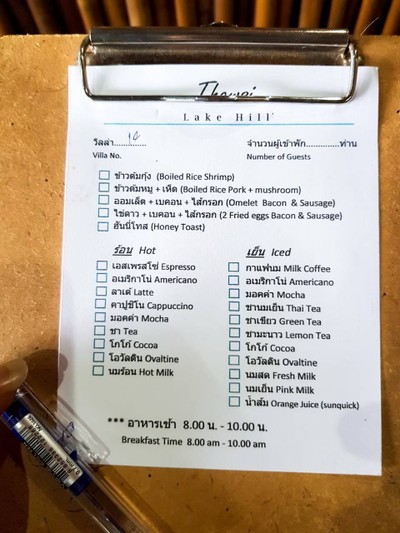 Lake Hill
วิลล่า.............. จำนวนผู้เข้าพัก..............ท่าน
Villa No. Number of Guests
ข้าวต้มกุ้ง (Boiled Rice Shrimp)
ข้าวต้มหมู + เห็ด (Boiled Rice Pork + mushroom)
ออมเล็ต + เบคอน + ไส้กรอก (Omelet Bacon & Sausage)
ไข่ดาว + เบคอน + ไส้กรอก (2 Fried eggs Bacon & Sausage)
ฮันนี่โทส (Honey Toast)
ร้อน Hot
เอสเพรสโซ่ Espresso
อเมริกาโน่ Americano
ลาเต้ Latte
คาปูชิโน Cappuccino
มอคค่า Mocha
ชา Tea
โกโก้ Cocoa
โอวัลติน Ovaltine
นมร้อน Hot Milk
เย็น Iced
กาแฟนม Milk Coffee
อเมริกาโน่ Americano
มอคค่า Mocha
ชานมเย็น Thai Tea
ชาเขียว Green Tea
ชามะนาว Lemon Tea
โกโก้ Cocoa
โอวัลติน Ovaltine
นมสด Fresh Milk
นมเย็น Pink Milk
น้ำส้ม Orange Juice (sunquick)
*** อาหารเช้า 8.00 น. - 10.00 น.
Breakfast Time 8.00 am - 10.00 am